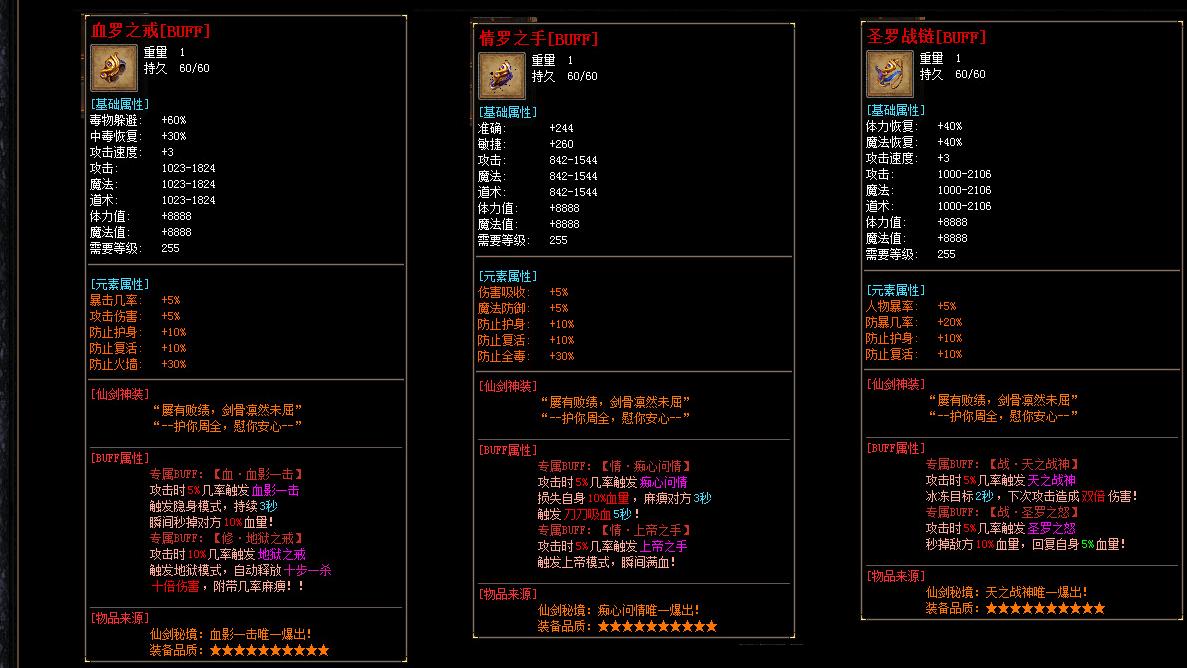 血罗之戒[BUFF]
重量 1
持久 60/60
[基础属性]
毒物躲避: +60%
中毒恢复: +30%
攻击速度: +3
攻击: 1023-1824
魔法: 1023-1824
道术: 1023-1824
体力值: +8888
魔法值: +8888
需要等级: 255
[元素属性]
暴击几率: +5%
攻击伤害: +5%
防止护身: +10%
防止复活: +10%
防止火墙: +30%
[仙剑神装]
“屡有败绩，剑骨凛然未屈”
“--护你周全，慰你安心--”
[BUFF属性]
专属BUFF: 【血·血影一击】
攻击时5%几率触发血影一击
触发隐身模式，持续3秒
瞬间秒掉对方10%血量!
专属BUFF: 【修·地狱之戒】
攻击时10%几率触发地狱之戒
触发地狱模式，自动释放十步一杀
十倍伤害，附带几率麻痹!!
[物品来源]
仙剑秘境: 血影一击唯一爆出!
装备品质: ★★★★★★★★★★
情罗之手[BUFF]
重量 1
持久 60/60
[基础属性]
准确: +244
敏捷: +260
攻击: 842-1544
魔法: 842-1544
道术: 842-1544
体力值: +8888
魔法值: +8888
需要等级: 255
[元素属性]
伤害吸收: +5%
魔法防御: +5%
防止护身: +10%
防止复活: +10%
防止全毒: +30%
[仙剑神装]
“屡有败绩，剑骨凛然未屈”
“--护你周全，慰你安心--”
[BUFF属性]
专属BUFF: 【情·痴心问情】
攻击时5%几率触发痴心问情
损失自身10%血量，麻痹对方3秒
触发刀刀吸血5秒!
专属BUFF: 【情·上帝之手】
攻击时5%几率触发上帝之手
触发上帝模式，瞬间满血!
[物品来源]
仙剑秘境: 痴心问情唯一爆出!
装备品质: ★★★★★★★★★★
圣罗战链[BUFF]
重量 1
持久 60/60
[基础属性]
体力恢复: +40%
魔法恢复: +40%
攻击速度: +3
攻击: 1000-2106
魔法: 1000-2106
道术: 1000-2106
体力值: +8888
魔法值: +8888
需要等级: 255
[元素属性]
人物暴率: +5%
防暴几率: +20%
防止护身: +10%
防止复活: +10%
[仙剑神装]
“屡有败绩，剑骨凛然未屈”
“--护你周全，慰你安心--”
[BUFF属性]
专属BUFF: 【战·天之战神】
攻击时5%几率触发天之战神
冰冻目标2秒，下次攻击造成双倍伤害!
专属BUFF: 【战·圣罗之怒】
攻击时5%几率触发圣罗之怒
秒掉敌方10%血量，回复自身5%血量!
[物品来源]
仙剑秘境: 天之战神唯一爆出!
装备品质: ★★★★★★★★★★